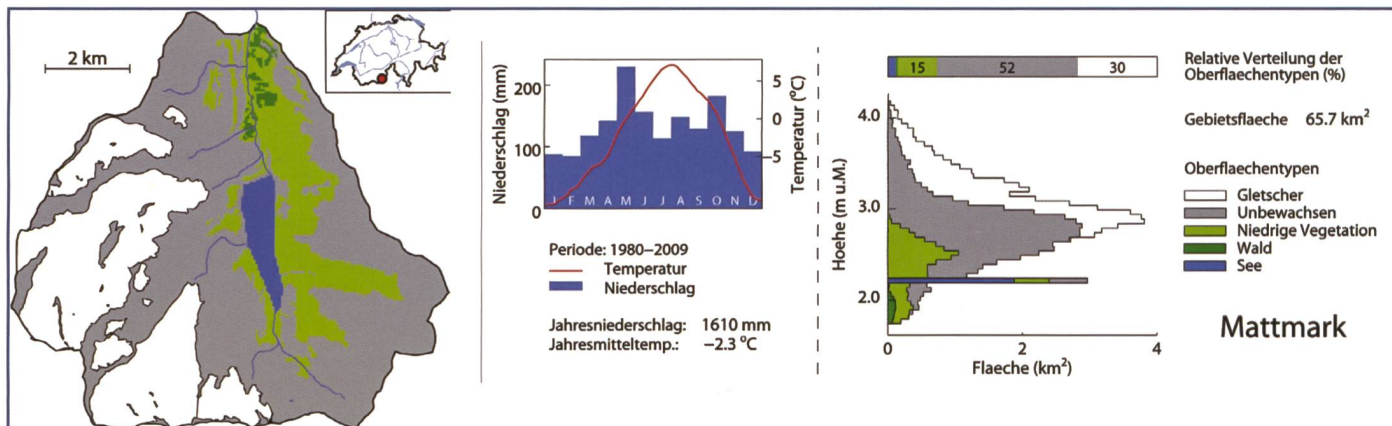 2 km
Niederschlag (mm)
200
100
0
5
0
−5
Temperatur (°C)
J F M A M J J A S O N D
Periode: 1980−2009
Temperatur
Niederschlag
Jahresniederschlag: 1610 mm
Jahresmitteltemp.: −2.3 °C
15 52 30
Relative Verteilung der
Oberflaechentypen (%)
Gebietsflaeche 65.7 km²
Hoehe (m u.M.)
4.0
3.0
2.0
0 2 4
Flaeche (km²)
Oberflaechentypen
Gletscher
Unbewachsen
Niedrige Vegetation
Wald
See
Mattmark